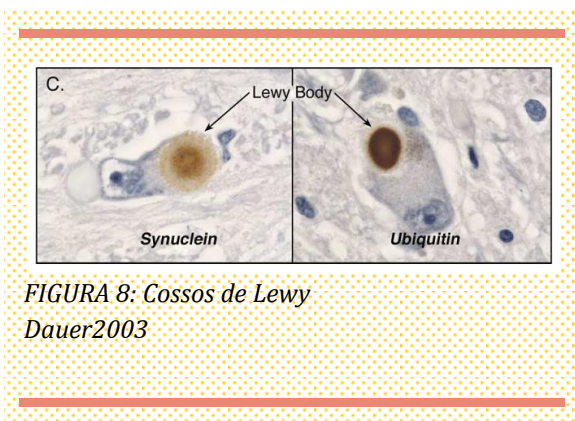 C.
Lewy Body
Synuclein
Ubiquitin
FIGURA 8: Cossos de Lewy
Dauer2003